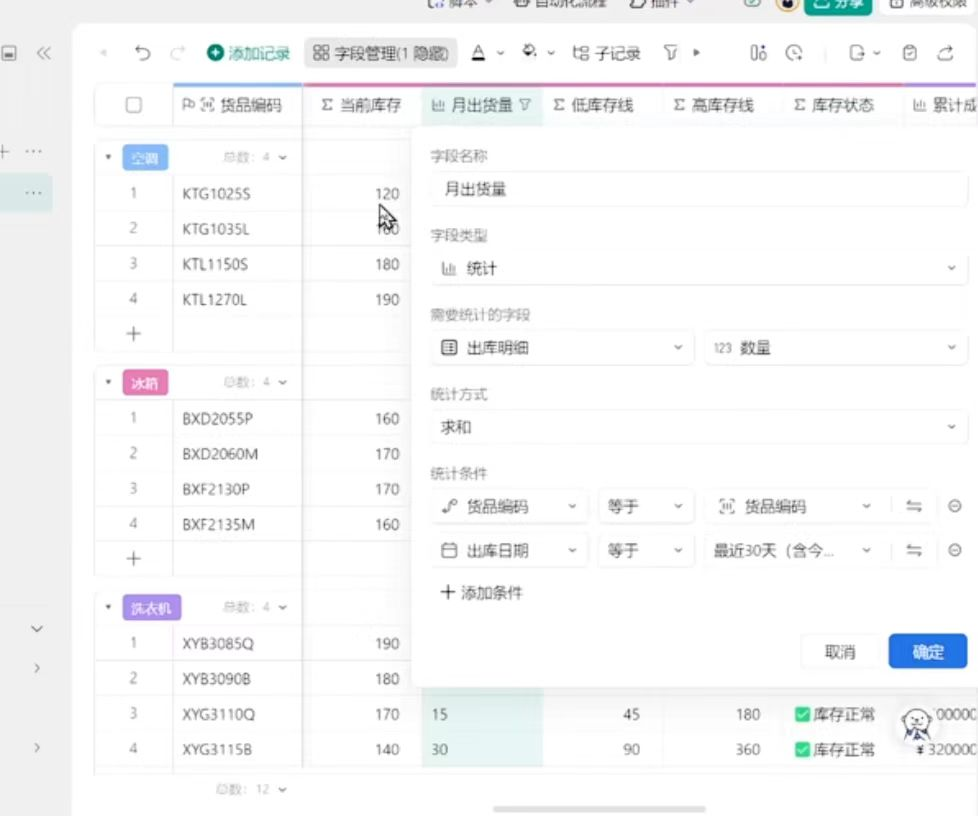 脚本 自动化流程 插件 分享 高级权限
添加记录 字段管理(1 隐藏) A 子记录
货品编码 Σ 当前库存 月出货量 Σ 低库存线 Σ 高库存线 Σ 库存状态 累计成
空调 总数: 4
1 KTG1025S 120
2 KTG1035L
3 KTL1150S 180
4 KTL1270L 190
冰箱 总数: 4
1 BXD2055P 160
2 BXD2060M 170
3 BXF2130P 170
4 BXF2135M 160
洗衣机 总数: 4
1 XYB3085Q 190
2 XYB3090B 180
3 XYG3110Q 170 15 45 180 库存正常 00000
4 XYG3115B 140 30 90 360 库存正常 ¥320000
总数: 12
字段名称
月出货量
字段类型
统计
需要统计的字段
出库明细 123 数量
统计方式
求和
统计条件
货品编码 等于 货品编码
出库日期 等于 最近30天（含今...
添加条件
取消 确定